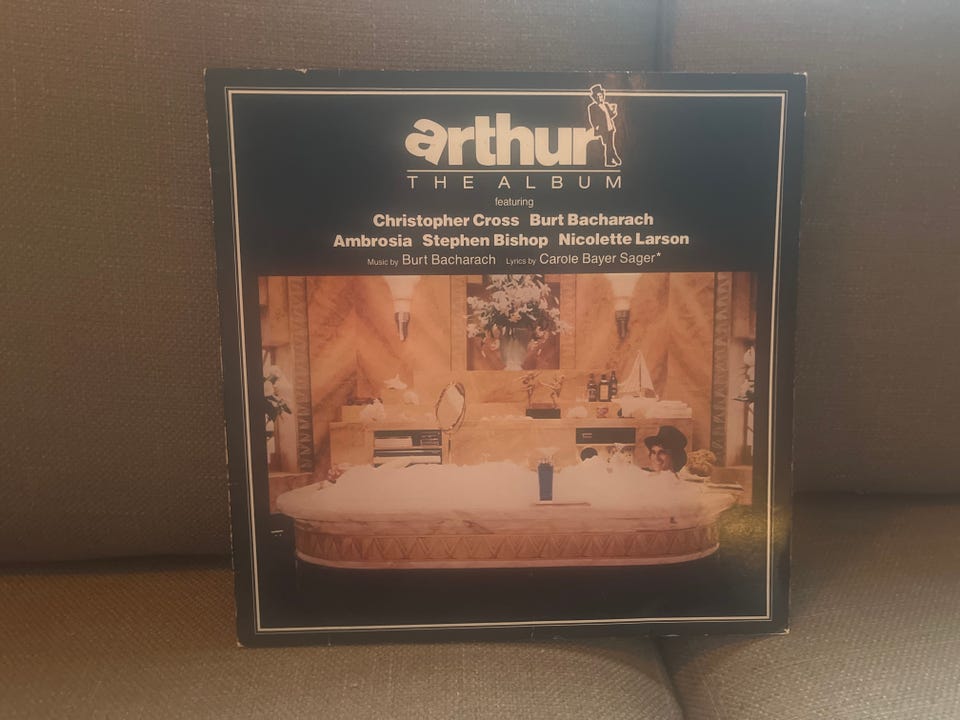 arthur
THE ALBUM
featuring
Christopher Cross Burt Bacharach
Ambrosia Stephen Bishop Nicolette Larson
Music by Burt Bacharach Lyrics by Carole Bayer Sager*